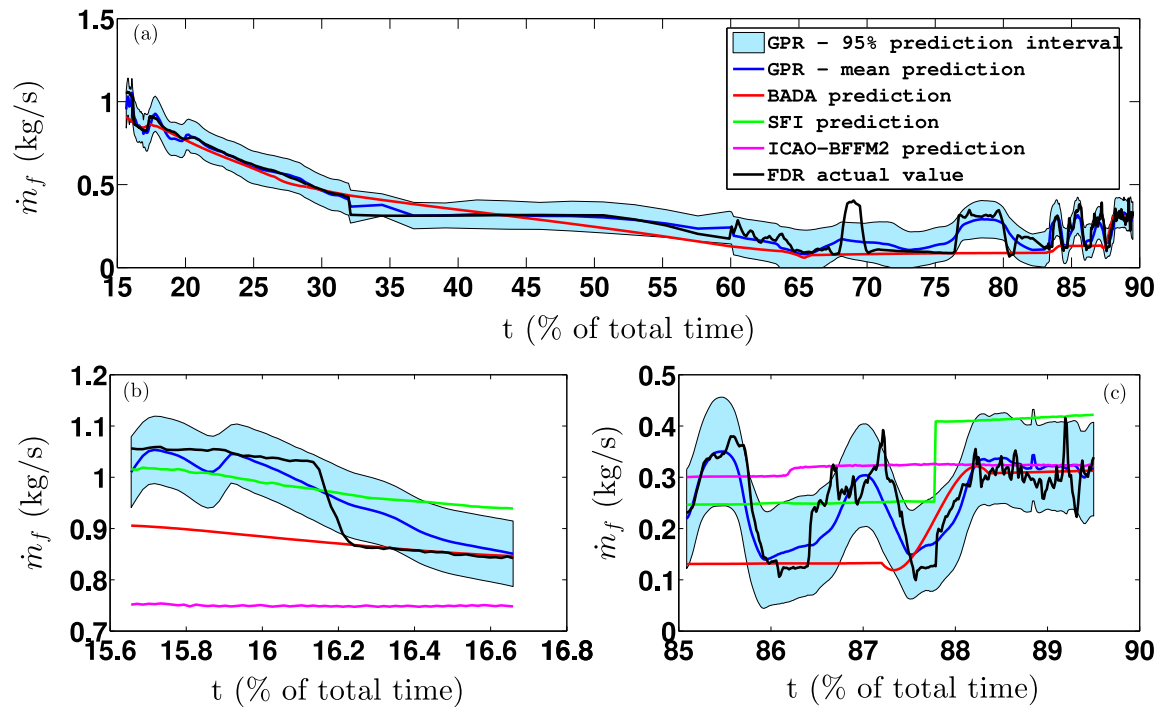 (a)
1.5
1
0.5
0
ṁf (kg/s)
GPR - 95% prediction interval
GPR - mean prediction
BADA prediction
SFI prediction
ICAO-BFFM2 prediction
FDR actual value
15 20 25 30 35 40 45 50 55 60 65 70 75 80 85 90
t (% of total time)
(b)
1.2
1.1
1
0.9
0.8
0.7
ṁf (kg/s)
15.6 15.8 16 16.2 16.4 16.6 16.8
t (% of total time)
(c)
0.5
0.4
0.3
0.2
0.1
0
ṁf (kg/s)
85 86 87 88 89 90
t (% of total time)